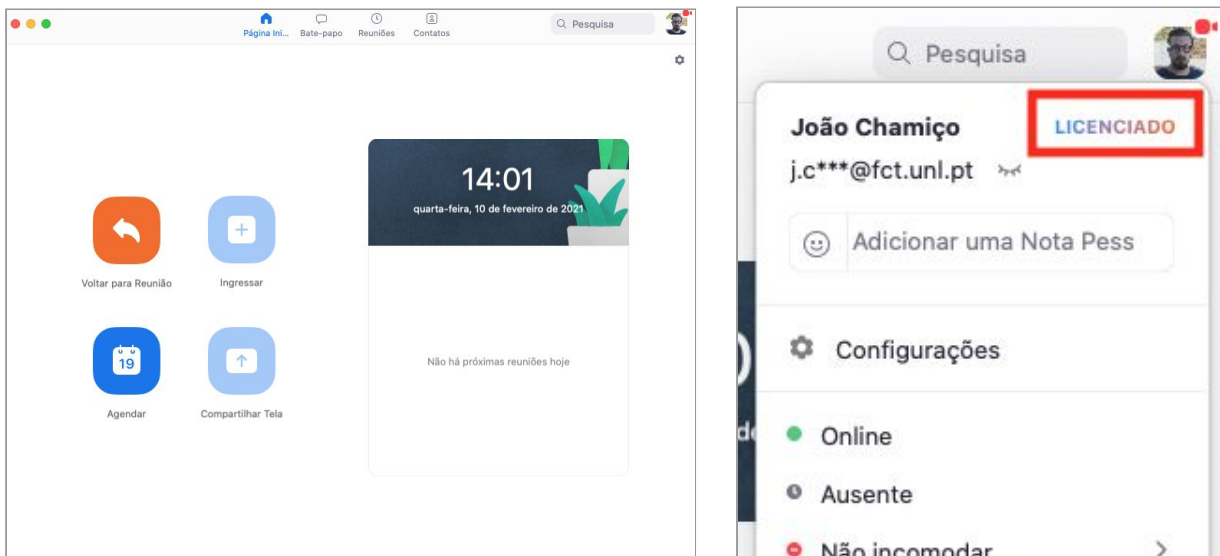 Página Ini...
Bate-papo
Reuniões
Contatos
Pesquisa
14:01
quarta-feira, 10 de fevereiro de 2021
Voltar para Reunião
Ingressar
19
Agendar
Compartilhar Tela
Não há próximas reuniões hoje
Pesquisa
João Chamiço
LICENCIADO
j.c***@fct.unl.pt
Adicionar uma Nota Pess
Configurações
Online
Ausente
Não incomodar